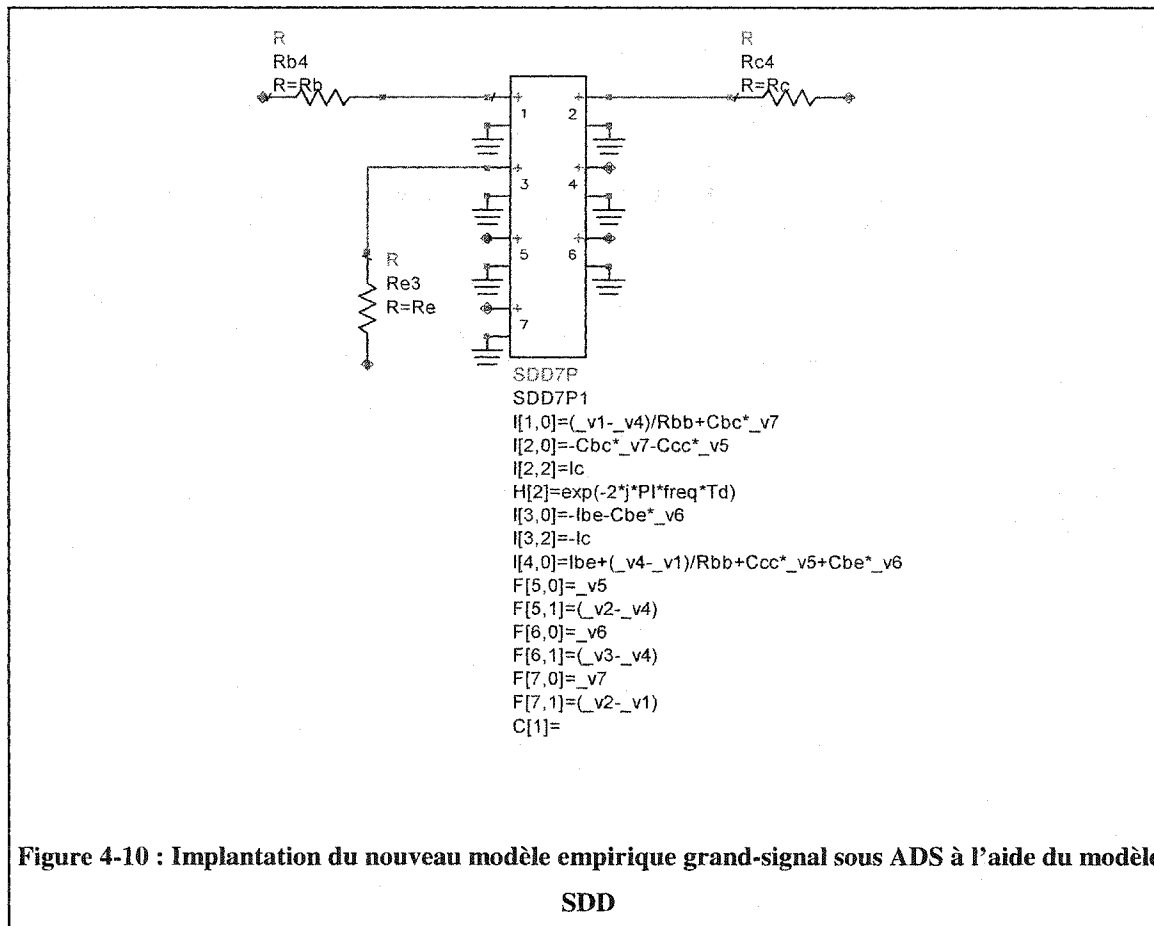 R
Rb4
R=Rb
R
Rc4
R=Rc
1
2
3
4
5
6
7
R
Re3
R=Re
SDD7P
SDD7P1
I[1,0]=(_v1-_v4)/Rbb+Cbc*_v7
I[2,0]=-Cbc*_v7-Ccc*_v5
I[2,2]=Ic
H[2]=exp(-2*j*PI*freq*Td)
I[3,0]=-Ibe-Cbe*_v6
I[3,2]=-Ic
I[4,0]=Ibe+(_v4-_v1)/Rbb+Ccc*_v5+Cbe*_v6
F[5,0]=_v5
F[5,1]=(_v2-_v4)
F[6,0]=_v6
F[6,1]=(_v3-_v4)
F[7,0]=_v7
F[7,1]=(_v2-_v1)
C[1]=
Figure 4-10 : Implantation du nouveau modèle empirique grand-signal sous ADS à l'aide du modèle
SDD